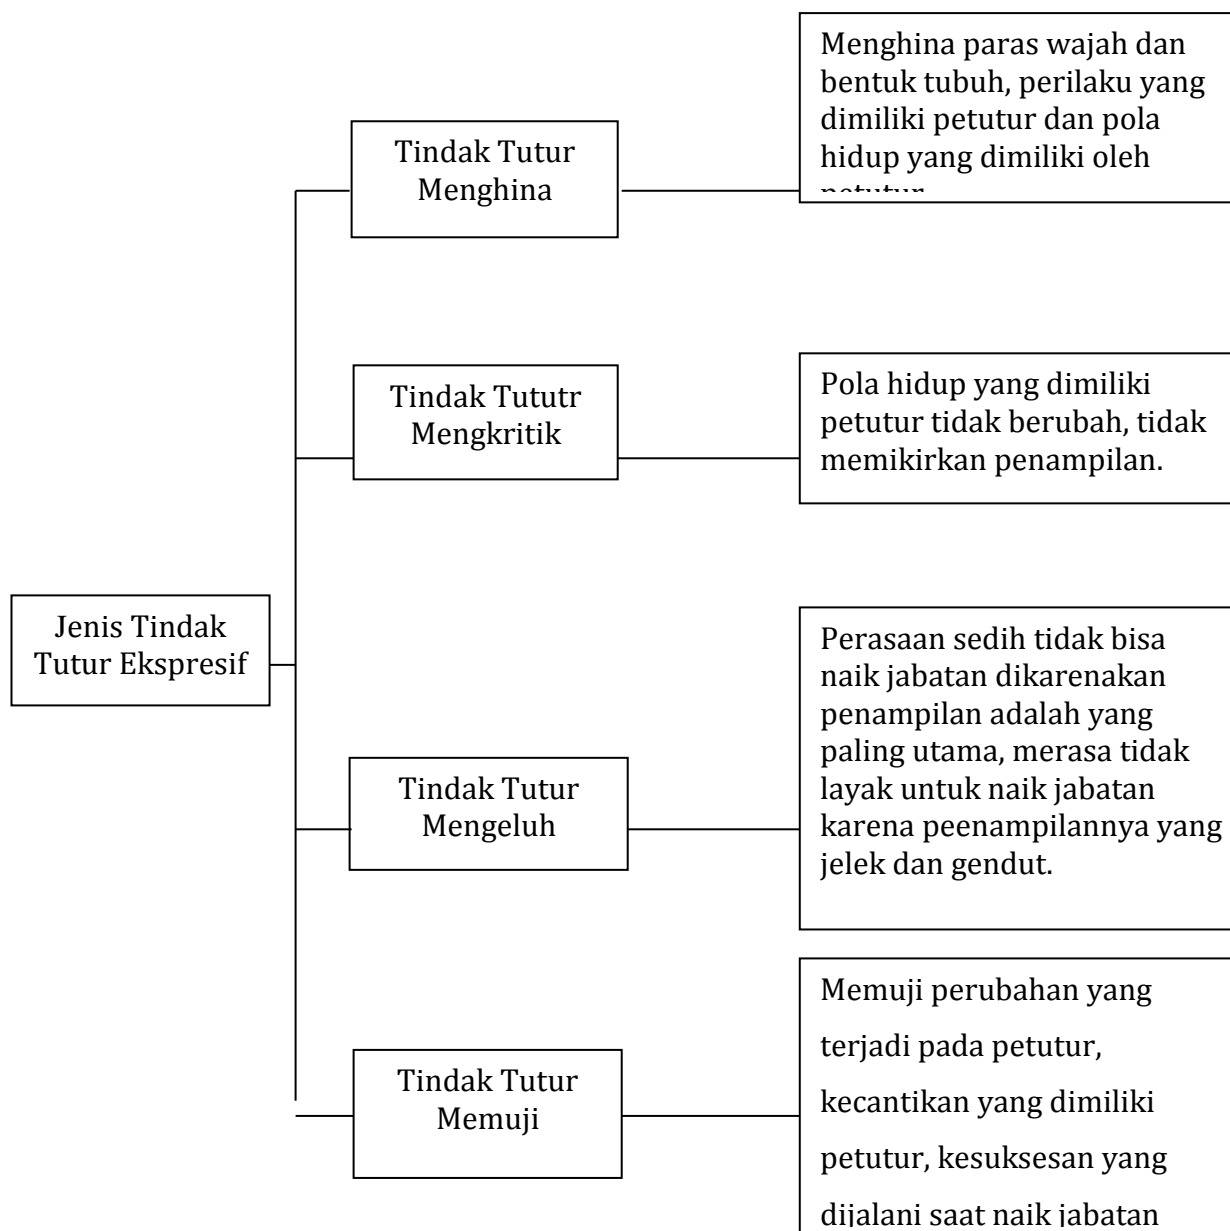 Menghina paras wajah dan
bentuk tubuh, perilaku yang
dimiliki petutur dan pola
hidup yang dimiliki oleh
petutur
Tindak Tutur
Menghina
Tindak Tututr
Mengkritik
Pola hidup yang dimiliki
petutur tidak berubah, tidak
memikirkan penampilan.
Jenis Tindak
Tutur Ekspresif
Perasaan sedih tidak bisa
naik jabatan dikarenakan
penampilan adalah yang
paling utama, merasa tidak
layak untuk naik jabatan
karena peenampilannya yang
jelek dan gendut.
Tindak Tutur
Mengeluh
Memuji perubahan yang
terjadi pada petutur,
kecantikan yang dimiliki
petutur, kesuksesan yang
dijalani saat naik jabatan
Tindak Tutur
Memuji